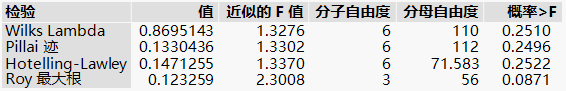 检验 值 近似的 F 值 分子自由度 分母自由度 概率>F
Wilks Lambda 0.8695143 1.3276 6 110 0.2510
Pillai 迹 0.1330436 1.3302 6 112 0.2496
Hotelling-Lawley 0.1471255 1.3370 6 71.583 0.2522
Roy 最大根 0.123259 2.3008 3 56 0.0871